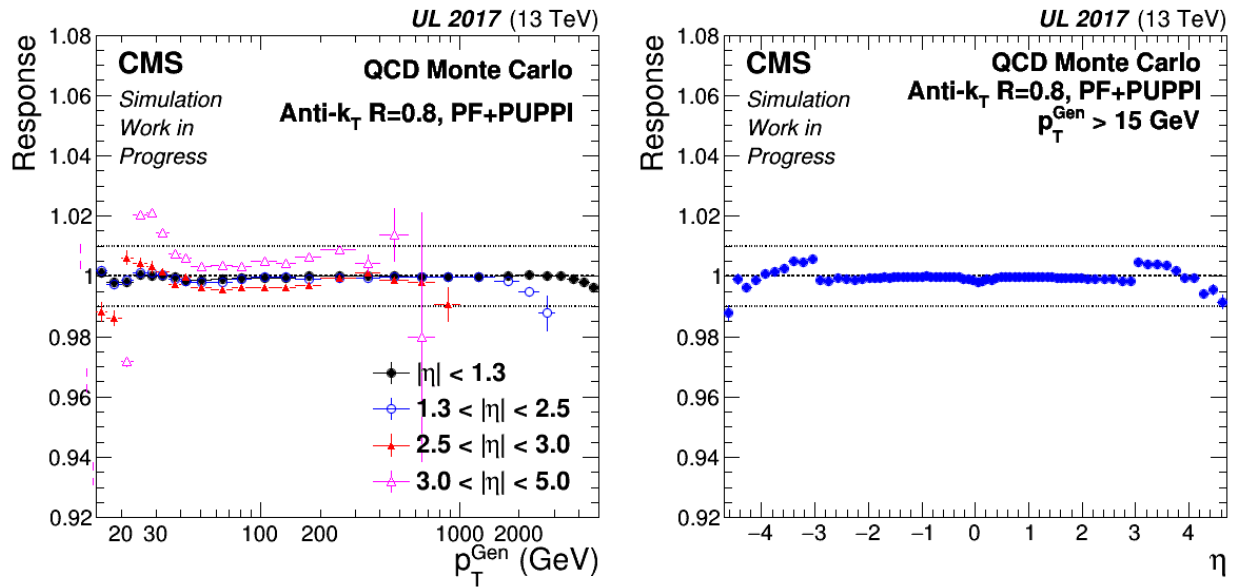 UL 2017 (13 TeV)
Response
1.08
1.06
1.04
1.02
1
0.98
0.96
0.94
0.92
CMS
Simulation
Work in
Progress
QCD Monte Carlo
Anti-k_T R=0.8, PF+PUPPI
|η| < 1.3
1.3 < |η| < 2.5
2.5 < |η| < 3.0
3.0 < |η| < 5.0
20 30 100 200 1000 2000
p_T^Gen (GeV)
UL 2017 (13 TeV)
Response
1.08
1.06
1.04
1.02
1
0.98
0.96
0.94
0.92
CMS
Simulation
Work in
Progress
QCD Monte Carlo
Anti-k_T R=0.8, PF+PUPPI
p_T^Gen > 15 GeV
−4 −3 −2 −1 0 1 2 3 4
η